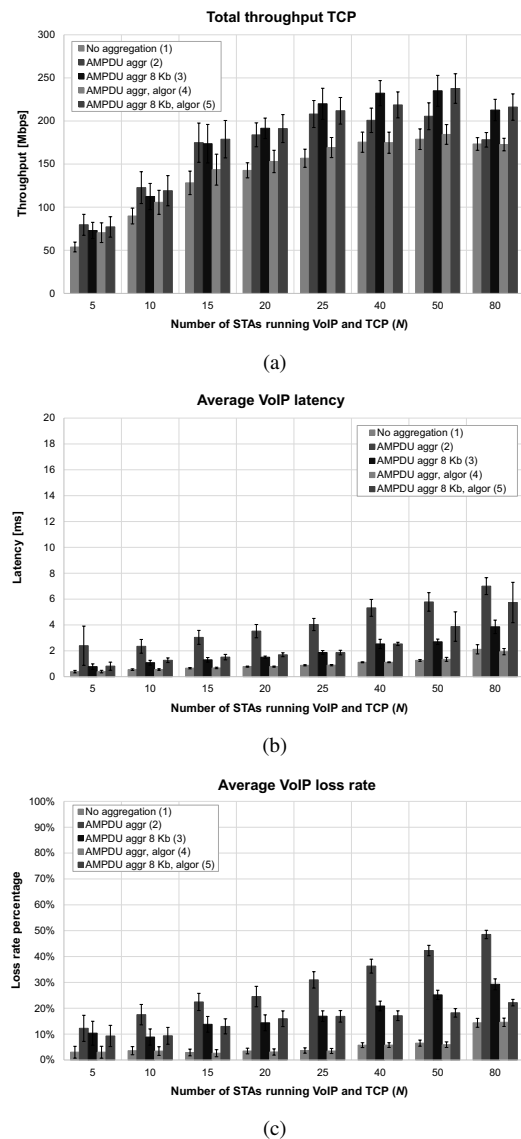 Total throughput TCP
300
250
200
150
100
50
0
Throughput [Mbps]
No aggregation (1)
AMPDU aggr (2)
AMPDU aggr 8 Kb (3)
AMPDU aggr, algor (4)
AMPDU aggr 8 Kb, algor (5)
5 10 15 20 25 40 50 80
Number of STAs running VoIP and TCP (N)
(a)
Average VoIP latency
20
18
16
14
12
10
8
6
4
2
0
Latency [ms]
No aggregation (1)
AMPDU aggr (2)
AMPDU aggr 8 Kb (3)
AMPDU aggr, algor (4)
AMPDU aggr 8 Kb, algor (5)
5 10 15 20 25 40 50 80
Number of STAs running VoIP and TCP (N)
(b)
Average VoIP loss rate
100%
90%
80%
70%
60%
50%
40%
30%
20%
10%
0%
Loss rate percentage
No aggregation (1)
AMPDU aggr (2)
AMPDU aggr 8 Kb (3)
AMPDU aggr, algor (4)
AMPDU aggr 8 Kb, algor (5)
5 10 15 20 25 40 50 80
Number of STAs running VoIP and TCP (N)
(c)